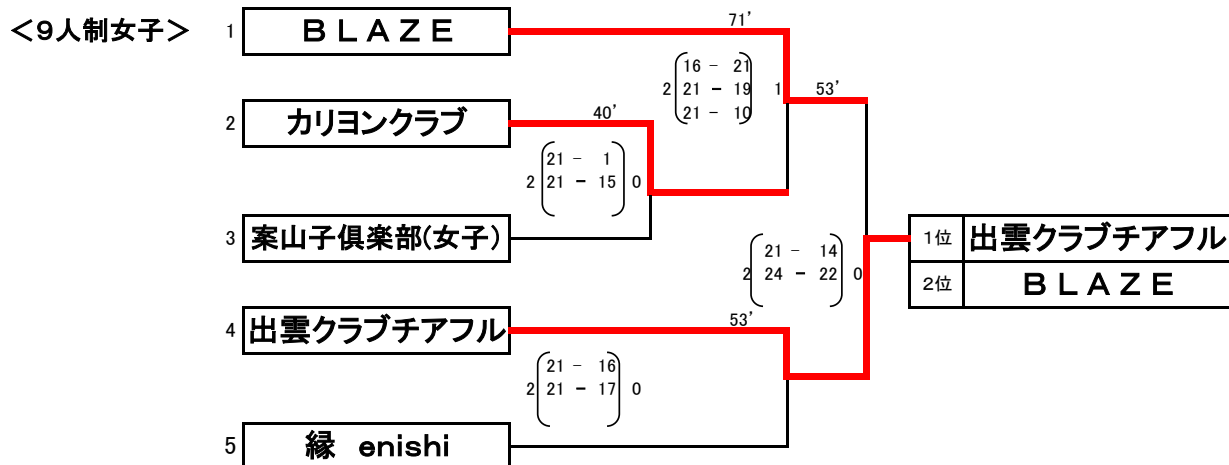 ＜９人制女子＞
1 ＢＬＡＺＥ
71’
16 － 21
2 21 － 19 1
21 － 10
53’
2 カリヨンクラブ
40’
21 － 1
2 21 － 15 0
3 案山子倶楽部(女子)
21 － 14
2 24 － 22 0
1位 出雲クラブチアフル
2位 ＢＬＡＺＥ
4 出雲クラブチアフル
53’
21 － 16
2 21 － 17 0
5 縁　enishi